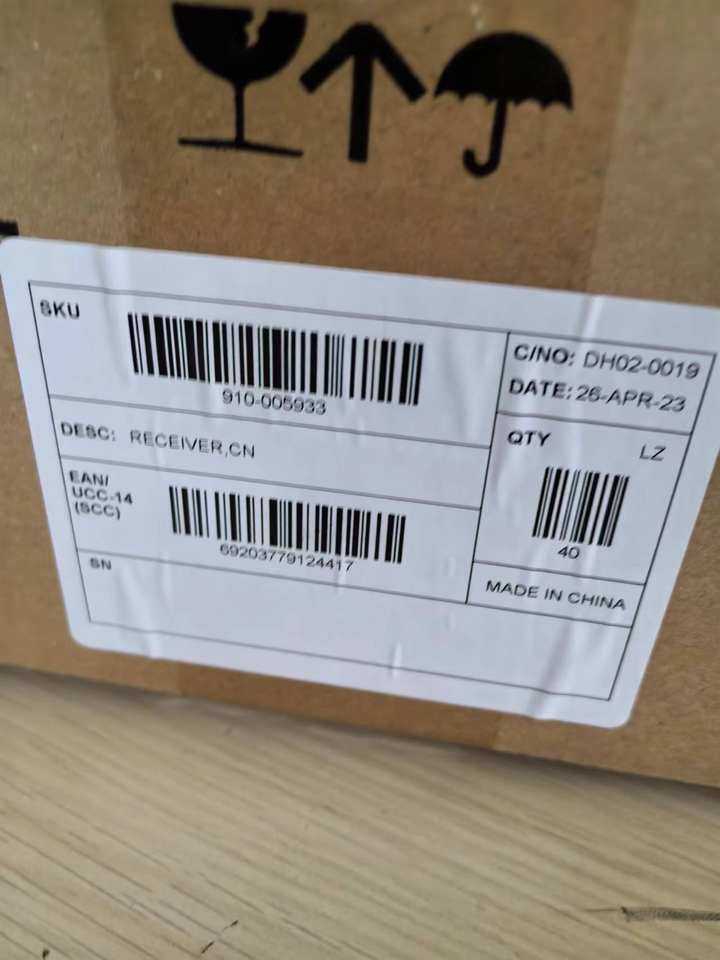 SKU
910-005933
C/NO: DH02-0019
DATE: 26-APR-23
DESC: RECEIVER,CN
QTY
LZ
40
EAN/
UCC-14
(SCC)
69203779124417
SN
MADE IN CHINA